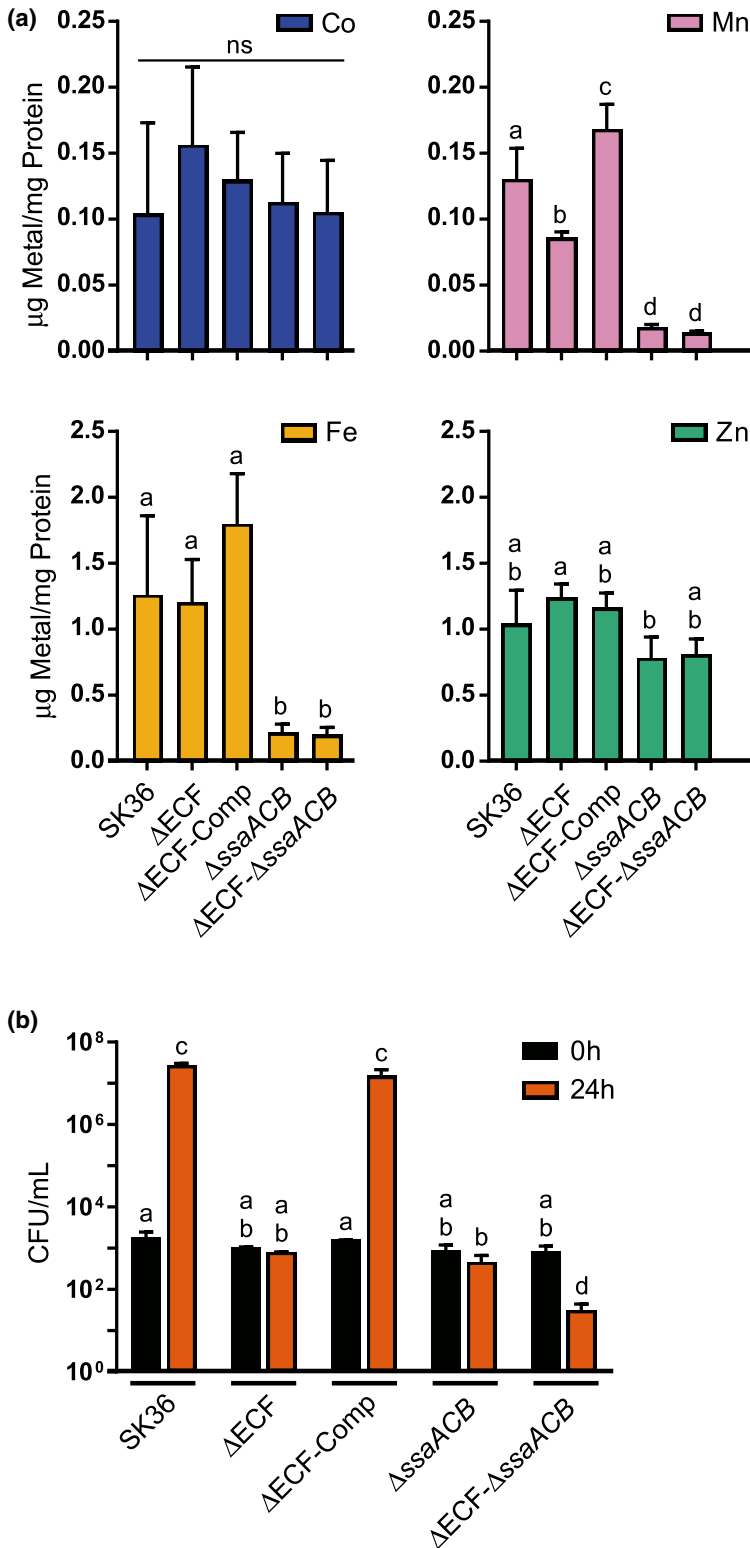 (a)
Co
Mn
ns
µg Metal/mg Protein
0.25
0.20
0.15
0.10
0.05
0.00
0.25
0.20
0.15
0.10
0.05
0.00
a
b
c
d
d
Fe
Zn
µg Metal/mg Protein
2.5
2.0
1.5
1.0
0.5
0.0
a
a
a
b
b
2.5
2.0
1.5
1.0
0.5
0.0
a
b
a
a
b
b
a
b
SK36
ΔECF
ΔECF-Comp
ΔssaACB
ΔECF-ΔssaACB
SK36
ΔECF
ΔECF-Comp
ΔssaACB
ΔECF-ΔssaACB
(b)
CFU/mL
10⁸
10⁶
10⁴
10²
10⁰
0h
24h
a
c
a
b
a
b
a
c
a
b
b
a
b
d
SK36
ΔECF
ΔECF-Comp
ΔssaACB
ΔECF-ΔssaACB